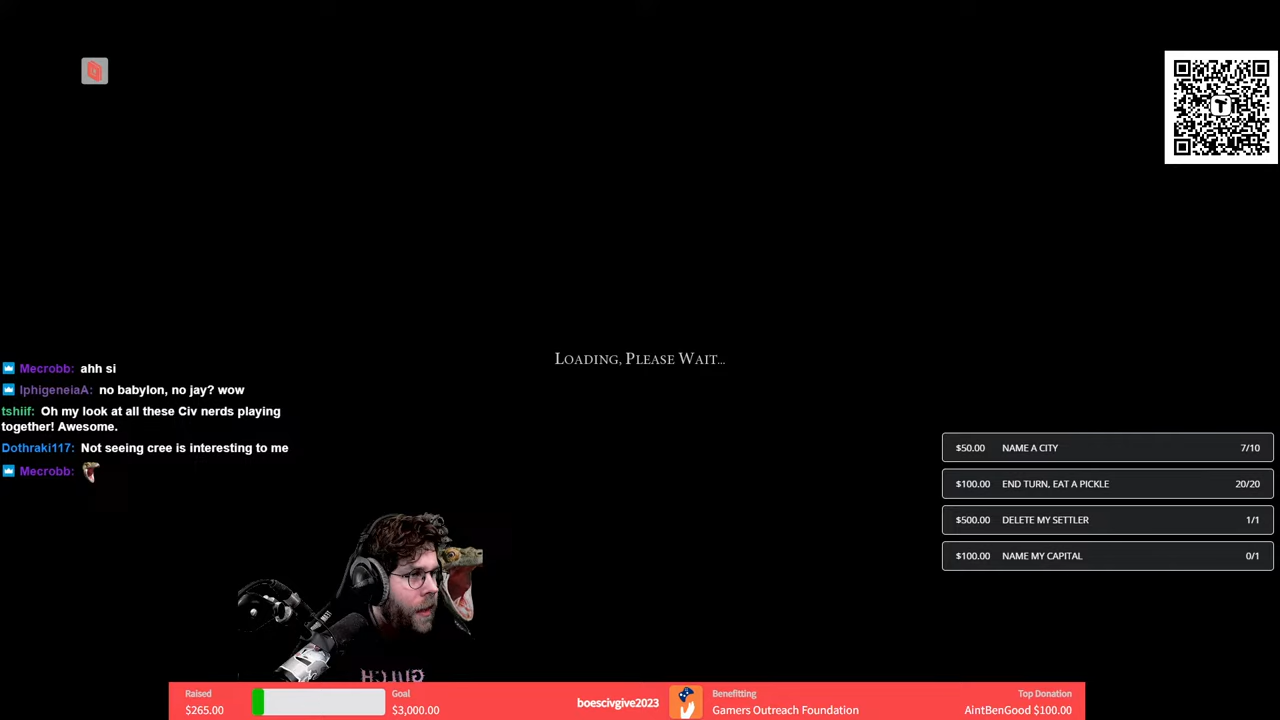 T
LOADING, PLEASE WAIT...
Mecrobb: ahh si
IphigeneiaA: no babylon, no jay? wow
tshiif: Oh my look at all these Civ nerds playing
together! Awesome.
Dothraki117: Not seeing cree is interesting to me
Mecrobb:
$50.00 NAME A CITY 7/10
$100.00 END TURN, EAT A PICKLE 20/20
$500.00 DELETE MY SETTLER 1/1
$100.00 NAME MY CAPITAL 0/1
GLITCH
Raised
$265.00
Goal
$3,000.00
boescivgive2023
Benefitting
Gamers Outreach Foundation
Top Donation
AintBenGood $100.00